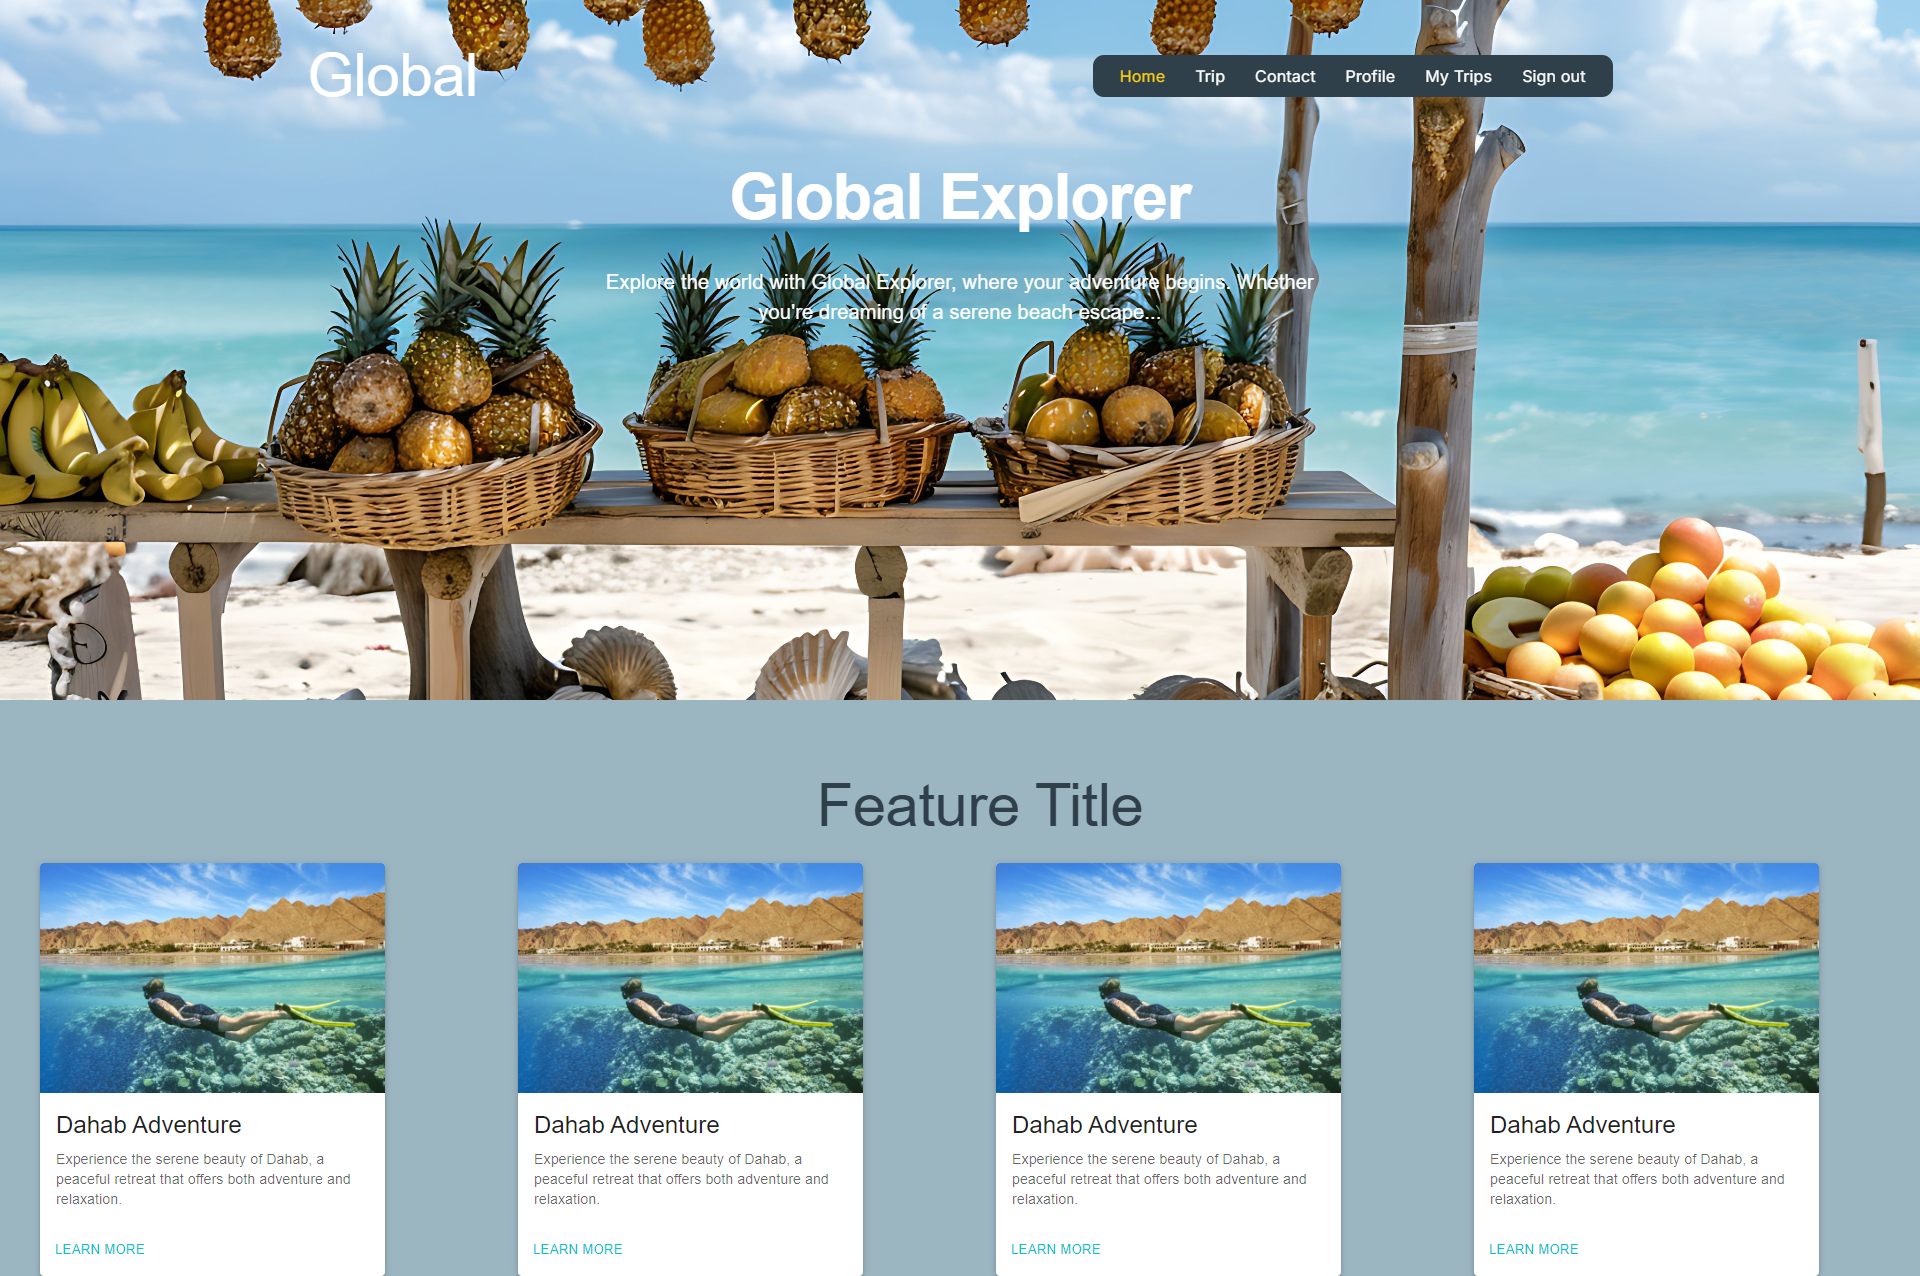 Global
Home Trip Contact Profile My Trips Sign out
Global Explorer
Explore the world with Global Explorer, where your adventure begins. Whether
you're dreaming of a serene beach escape...
Feature Title
Dahab Adventure
Experience the serene beauty of Dahab, a
peaceful retreat that offers both adventure and
relaxation.
LEARN MORE
Dahab Adventure
Experience the serene beauty of Dahab, a
peaceful retreat that offers both adventure and
relaxation.
LEARN MORE
Dahab Adventure
Experience the serene beauty of Dahab, a
peaceful retreat that offers both adventure and
relaxation.
LEARN MORE
Dahab Adventure
Experience the serene beauty of Dahab, a
peaceful retreat that offers both adventure and
relaxation.
LEARN MORE